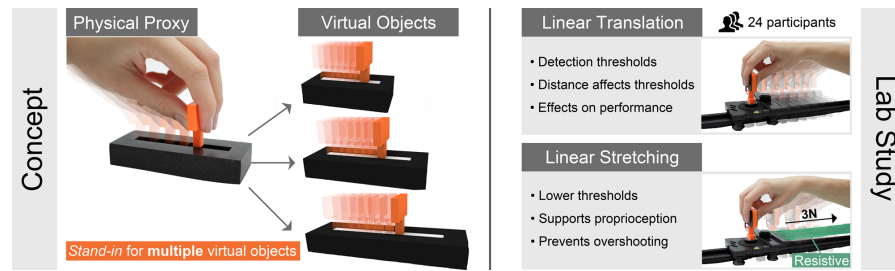 Concept
Physical Proxy
Virtual Objects
Stand-in for multiple virtual objects
Linear Translation
24 participants
• Detection thresholds
• Distance affects thresholds
• Effects on performance
Linear Stretching
• Lower thresholds
• Supports proprioception
• Prevents overshooting
3N
Resistive
Lab Study